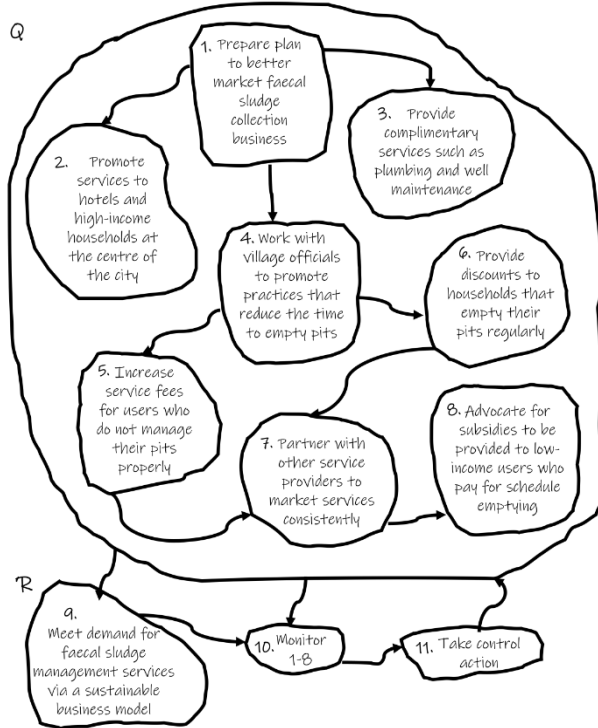 Q
1. Prepare plan
to better
market faecal
sludge
collection
business
2. Promote
services to
hotels and
high-income
households at
the centre of
the city
3. Provide
complimentary
services such as
plumbing and well
maintenance
4. Work with
village officials
to promote
practices that
reduce the time
to empty pits
6. Provide
discounts to
households that
empty their
pits regularly
5. Increase
service fees
for users who
do not manage
their pits
properly
7. Partner with
other service
providers to
market services
consistently
8. Advocate for
subsidies to be
provided to low-
income users who
pay for schedule
emptying
R
9.
Meet demand for
faecal sludge
management services
via a sustainable
business model
10. Monitor
1-8
11. Take control
action